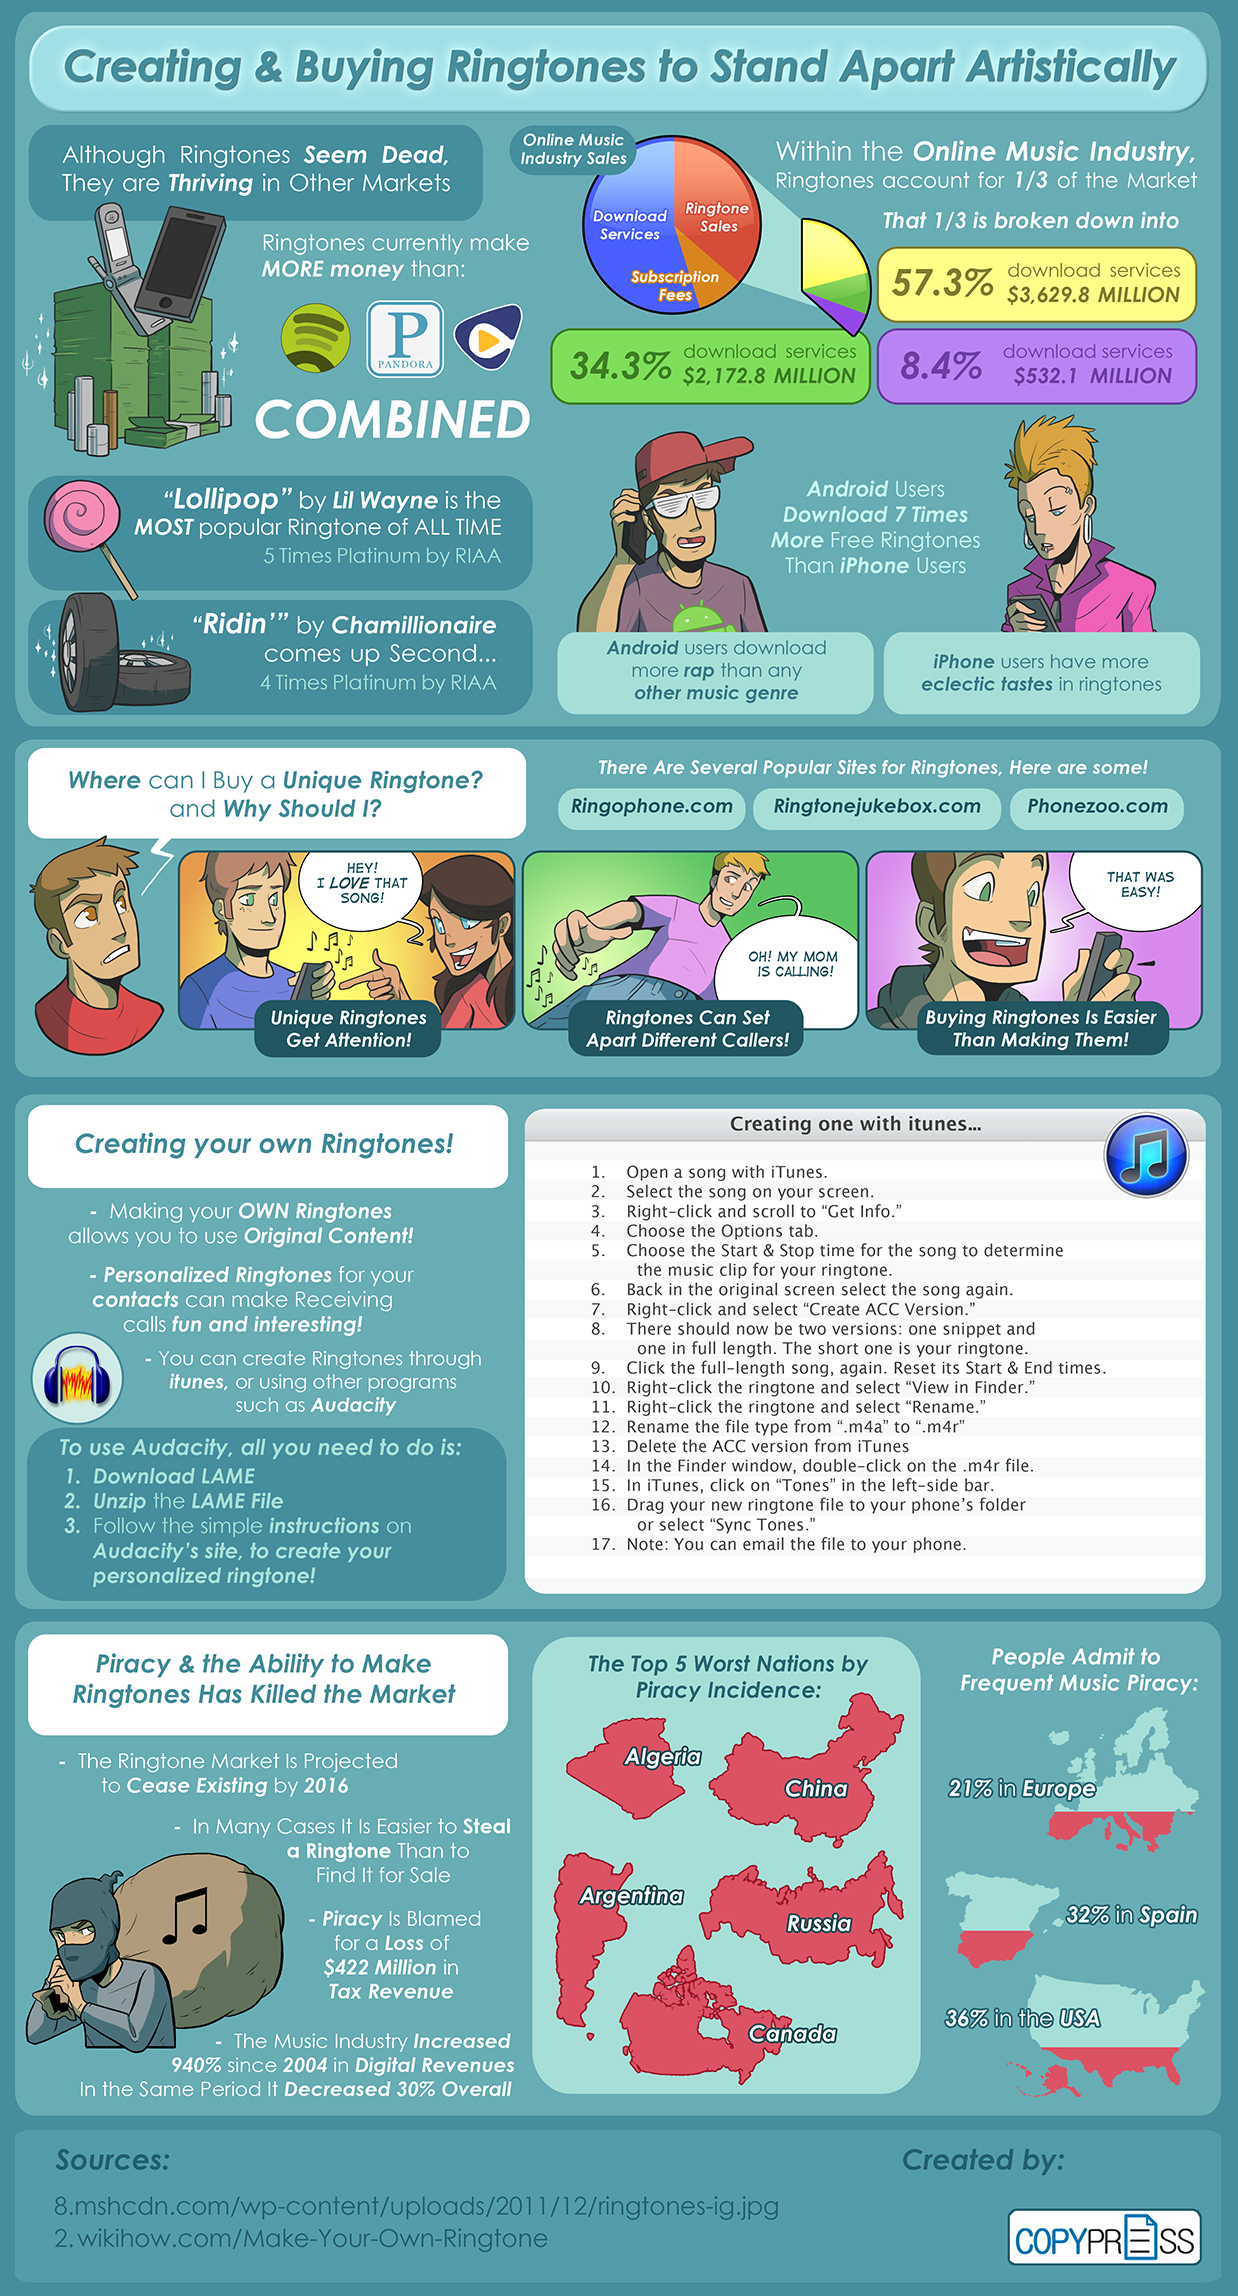 Creating & Buying Ringtones to Stand Apart Artistically
Although Ringtones Seem Dead,
They are Thriving in Other Markets
Ringtones currently make
MORE money than:
P
PANDORA
COMBINED
"Lollipop" by Lil Wayne is the
MOST popular Ringtone of ALL TIME
5 Times Platinum by RIAA
"Ridin'" by Chamillionaire
comes up Second...
4 Times Platinum by RIAA
Online Music
Industry Sales
Download
Services
Ringtone
Sales
Subscription
Fees
Within the Online Music Industry,
Ringtones account for 1/3 of the Market
That 1/3 is broken down into
57.3% download services
$3,629.8 MILLION
34.3% download services
$2,172.8 MILLION
8.4% download services
$532.1 MILLION
Android Users
Download 7 Times
More Free Ringtones
Than iPhone Users
Android users download
more rap than any
other music genre
iPhone users have more
eclectic tastes in ringtones
Where can I Buy a Unique Ringtone?
and Why Should I?
There Are Several Popular Sites for Ringtones, Here are some!
Ringophone.com
Ringtonejukebox.com
Phonezoo.com
HEY!
I LOVE THAT
SONG!
Unique Ringtones
Get Attention!
OH! MY MOM
IS CALLING!
Ringtones Can Set
Apart Different Callers!
THAT WAS
EASY!
Buying Ringtones Is Easier
Than Making Them!
Creating your own Ringtones!
- Making your OWN Ringtones
allows you to use Original Content!
- Personalized Ringtones for your
contacts can make Receiving
calls fun and interesting!
- You can create Ringtones through
itunes, or using other programs
such as Audacity
To use Audacity, all you need to do is:
1. Download LAME
2. Unzip the LAME File
3. Follow the simple instructions on
Audacity's site, to create your
personalized ringtone!
Creating one with itunes...
1. Open a song with iTunes.
2. Select the song on your screen.
3. Right-click and scroll to "Get Info."
4. Choose the Options tab.
5. Choose the Start & Stop time for the song to determine
the music clip for your ringtone.
6. Back in the original screen select the song again.
7. Right-click and select "Create ACC Version."
8. There should now be two versions: one snippet and
one in full length. The short one is your ringtone.
9. Click the full-length song, again. Reset its Start & End times.
10. Right-click the ringtone and select "View in Finder."
11. Right-click the ringtone and select "Rename."
12. Rename the file type from ".m4a" to ".m4r"
13. Delete the ACC version from iTunes
14. In the Finder window, double-click on the .m4r file.
15. In iTunes, click on "Tones" in the left-side bar.
16. Drag your new ringtone file to your phone's folder
or select "Sync Tones."
17. Note: You can email the file to your phone.
Piracy & the Ability to Make
Ringtones Has Killed the Market
- The Ringtone Market Is Projected
to Cease Existing by 2016
- In Many Cases It Is Easier to Steal
a Ringtone Than to
Find It for Sale
- Piracy Is Blamed
for a Loss of
$422 Million in
Tax Revenue
- The Music Industry Increased
940% since 2004 in Digital Revenues
In the Same Period It Decreased 30% Overall
The Top 5 Worst Nations by
Piracy Incidence:
Algeria
China
Argentina
Russia
Canada
People Admit to
Frequent Music Piracy:
21% in Europe
32% in Spain
36% in the USA
Sources:
8.mshcdn.com/wp-content/uploads/2011/12/ringtones-ig.jpg
2. wikihow.com/Make-Your-Own-Ringtone
Created by:
COPYPRESS